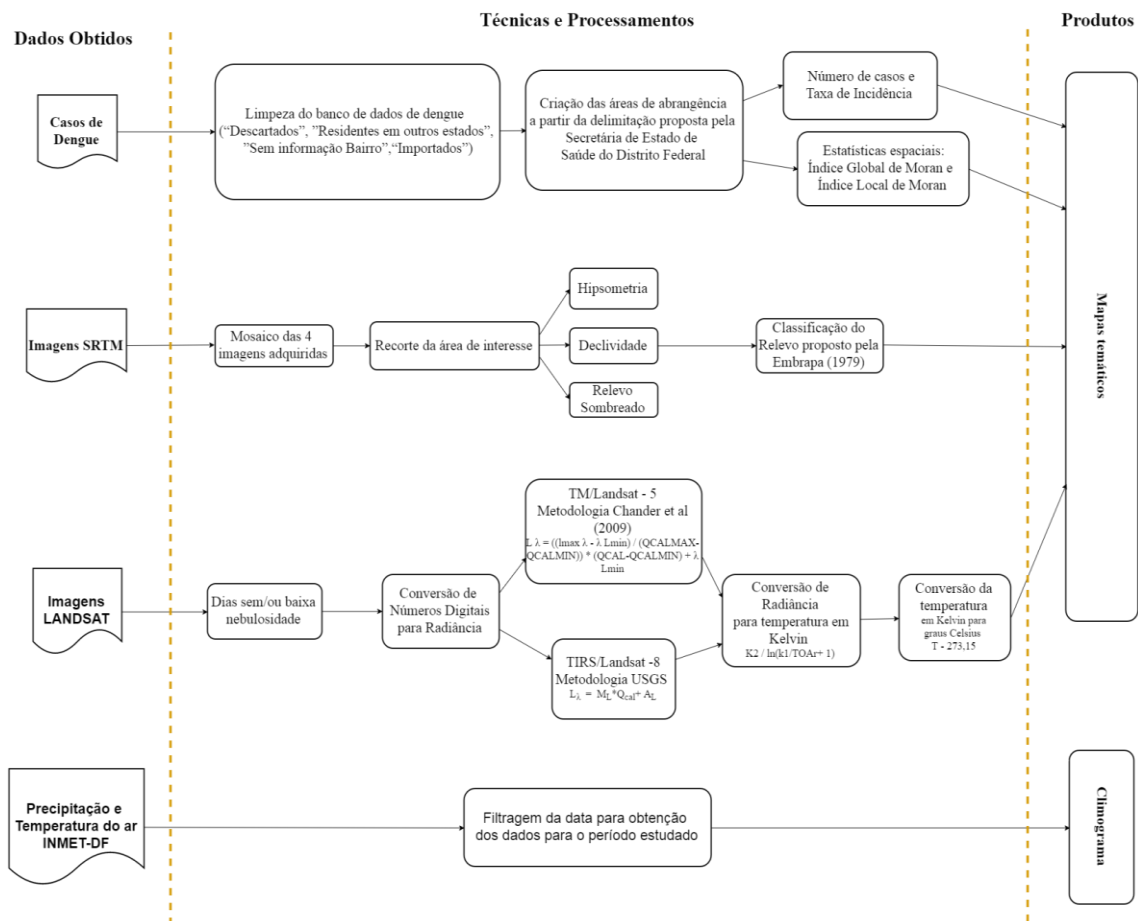 Dados Obtidos
Técnicas e Processamentos
Produtos
Casos de
Dengue
Limpeza do banco de dados de dengue
(“Descartados”, ”Residentes em outros estados”,
”Sem informação Bairro”,“Importados”)
Criação das áreas de abrangência
a partir da delimitação proposta pela
Secretária de Estado de
Saúde do Distrito Federal
Número de casos e
Taxa de Incidência
Estatísticas espaciais:
Índice Global de Moran e
Índice Local de Moran
Mapas temáticos
Imagens SRTM
Mosaico das 4
imagens adquiridas
Recorte da área de interesse
Hipsometria
Declividade
Relevo
Sombreado
Classificação do
Relevo proposto pela
Embrapa (1979)
Imagens
LANDSAT
Dias sem/ou baixa
nebulosidade
Conversão de
Números Digitais
para Radiância
TM/Landsat - 5
Metodologia Chander et al
(2009)
L λ = ((lmax λ - λ Lmin) / (QCALMAX-
QCALMIN)) * (QCAL-QCALMIN) + λ
Lmin
TIRS/Landsat -8
Metodologia USGS
Lλ = ML*Qcal+ AL
Conversão de
Radiância
para temperatura em
Kelvin
K2 / ln(k1/TOAr+ 1)
Conversão da
temperatura
em Kelvin para
graus Celsius
T - 273,15
Precipitação e
Temperatura do ar
INMET-DF
Filtragem da data para obtenção
dos dados para o período estudado
Climograma